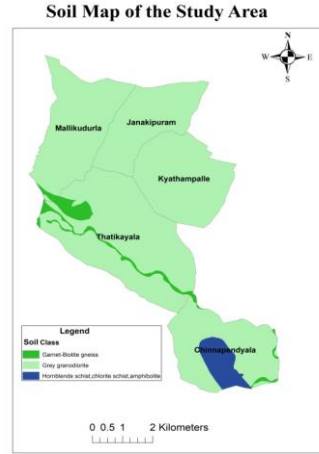 Soil Map of the Study Area
N
W E
S
Mallikudurla
Janakipuram
Kyathampalle
Thatikayala
Chinnapendyala
Legend
Soil Class
Garnet-Biotite gneiss
Grey granodiorite
Hornblende schist,chlorite schist,amphibolite
0 0.5 1 2 Kilometers